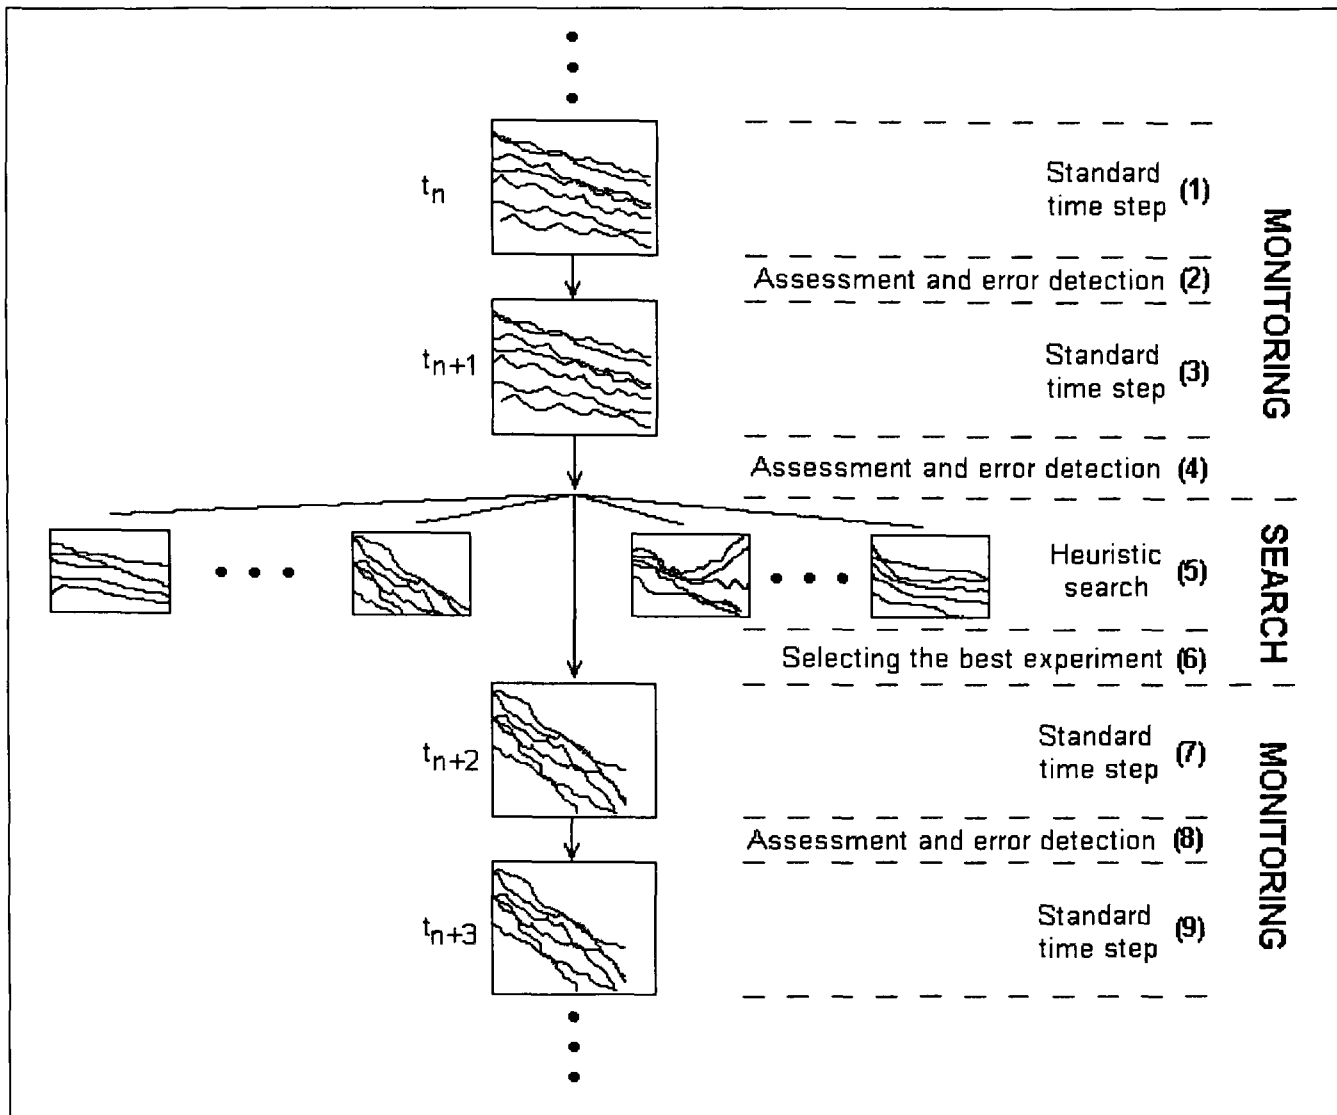 t_n
Standard
time step (1)
Assessment and error detection (2)
t_n+1
Standard
time step (3)
Assessment and error detection (4)
MONITORING
Heuristic
search (5)
Selecting the best experiment (6)
SEARCH
t_n+2
Standard
time step (7)
Assessment and error detection (8)
t_n+3
Standard
time step (9)
MONITORING